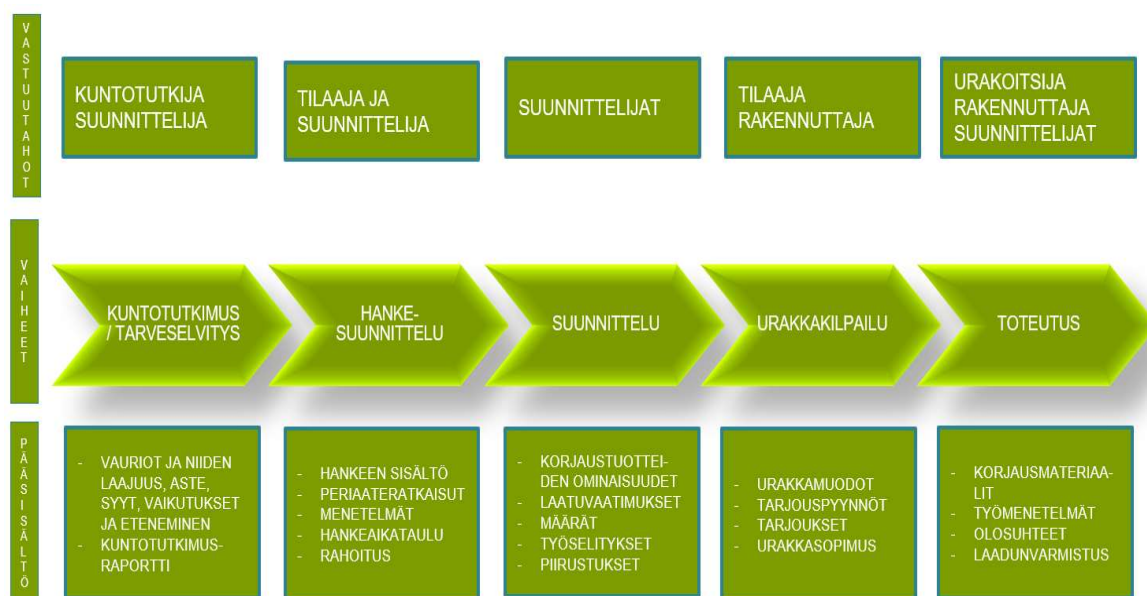 VASTUUTAHOT
KUNTOTUTKIJA
SUUNNITTELIJA
TILAAJA JA
SUUNNITTELIJA
SUUNNITTELIJAT
TILAAJA
RAKENNUTTAJA
URAKOITSIJA
RAKENNUTTAJA
SUUNNITTELIJAT
VAIHEET
KUNTOTUTKIMUS
/ TARVESELVITYS
HANKE-
SUUNNITTELU
SUUNNITTELU
URAKKAKILPAILU
TOTEUTUS
PÄÄSISÄLTÖ
- VAURIOT JA NIIDEN
LAAJUUS, ASTE,
SYYT, VAIKUTUKSET
JA ETENEMINEN
- KUNTOTUTKIMUS-
RAPORTTI
- HANKEEN SISÄLTÖ
- PERIAATERATKAISUT
- MENETELMÄT
- HANKEAIKATAULU
- RAHOITUS
- KORJAUSTUOTTEI-
DEN OMINAISUUDET
- LAATUVAATIMUKSET
- MÄÄRÄT
- TYÖSELITYKSET
- PIIRUSTUKSET
- URAKKAMUODOT
- TARJOUSPYYNNÖT
- TARJOUKSET
- URAKKASOPIMUS
- KORJAUSMATERIAA-
LIT
- TYÖMENETELMÄT
- OLOSUHTEET
- LAADUNVARMISTUS